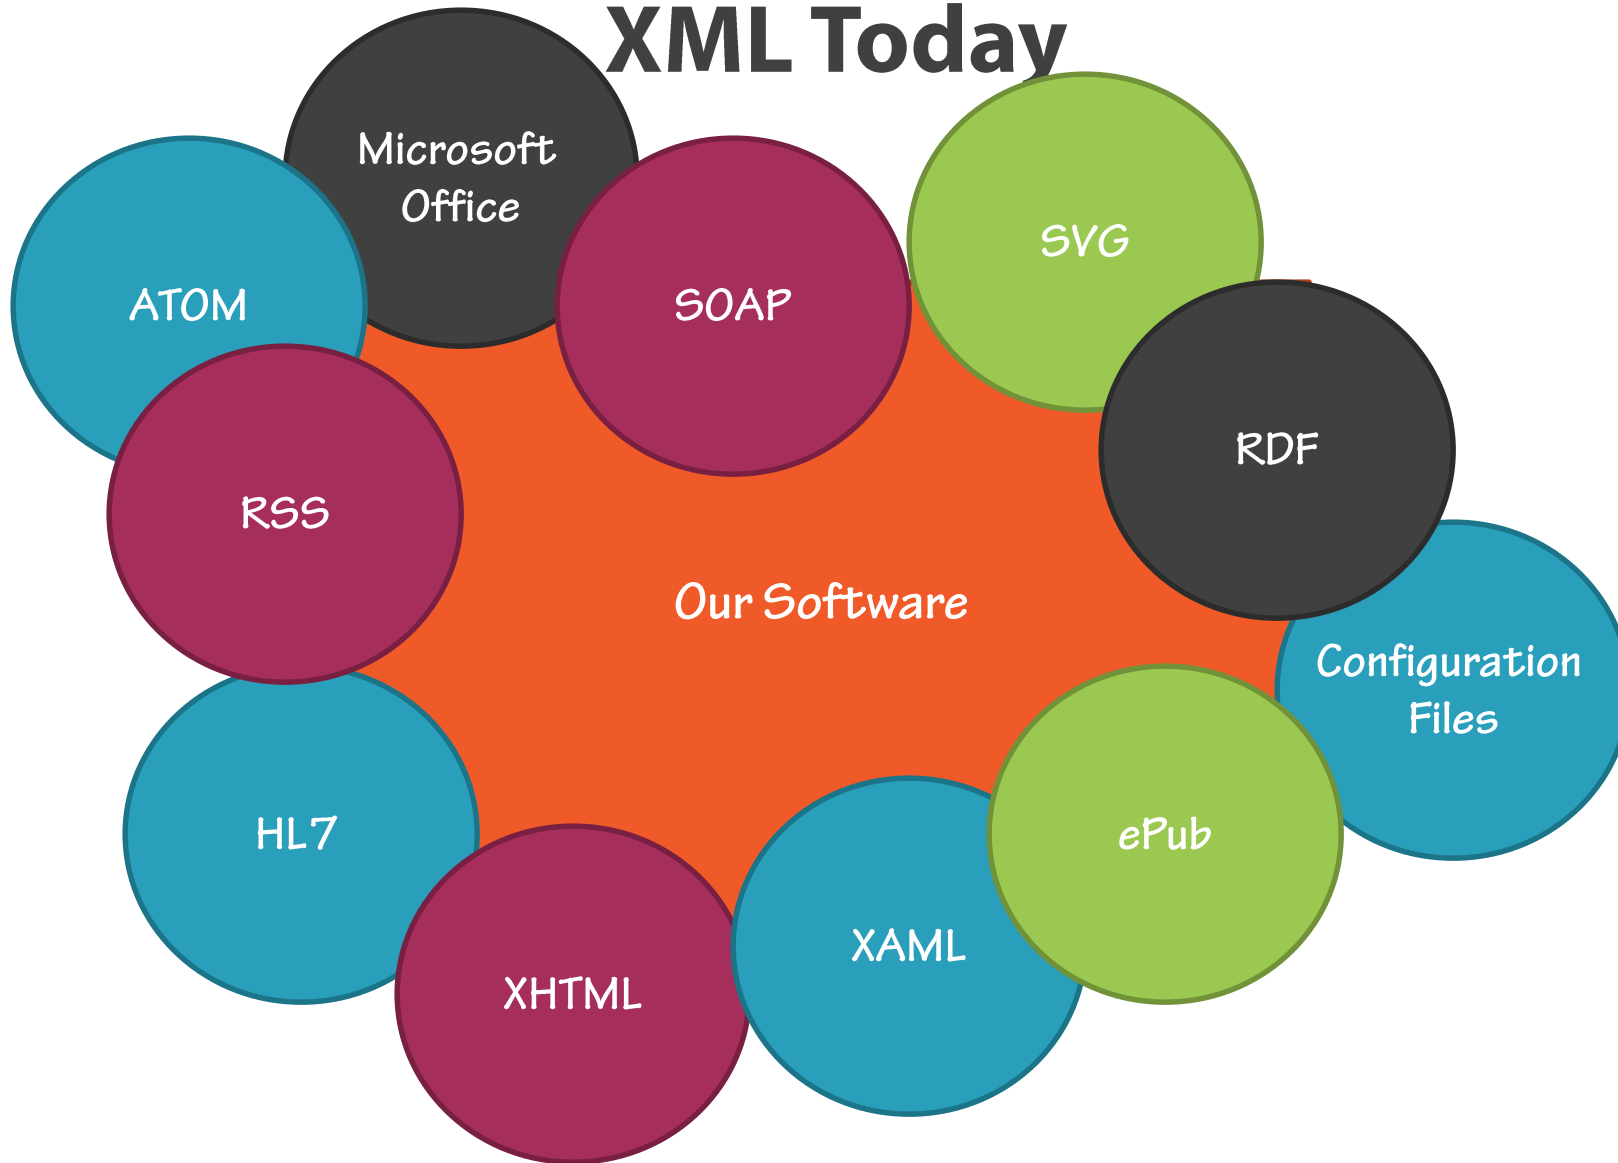 XML Today
Microsoft
Office
SVG
ATOM
SOAP
RDF
RSS
Our Software
Configuration
Files
HL7
ePub
XAML
XHTML